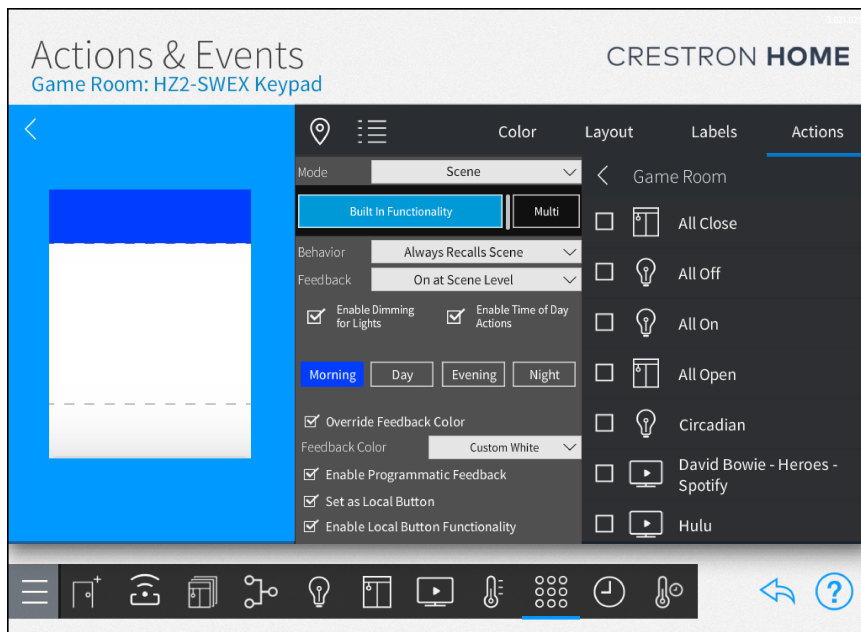 Actions & Events
CRESTRON HOME
Game Room: HZ2-SWEX Keypad
Color
Layout
Labels
Actions
Mode
Scene
Game Room
Built In Functionality
Multi
All Close
Behavior
Always Recalls Scene
Feedback
On at Scene Level
All Off
Enable Dimming
for Lights
Enable Time of Day
Actions
All On
Morning
Day
Evening
Night
All Open
Override Feedback Color
Circadian
Feedback Color
Custom White
Enable Programmatic Feedback
David Bowie - Heroes -
Spotify
Set as Local Button
Enable Local Button Functionality
Hulu
?